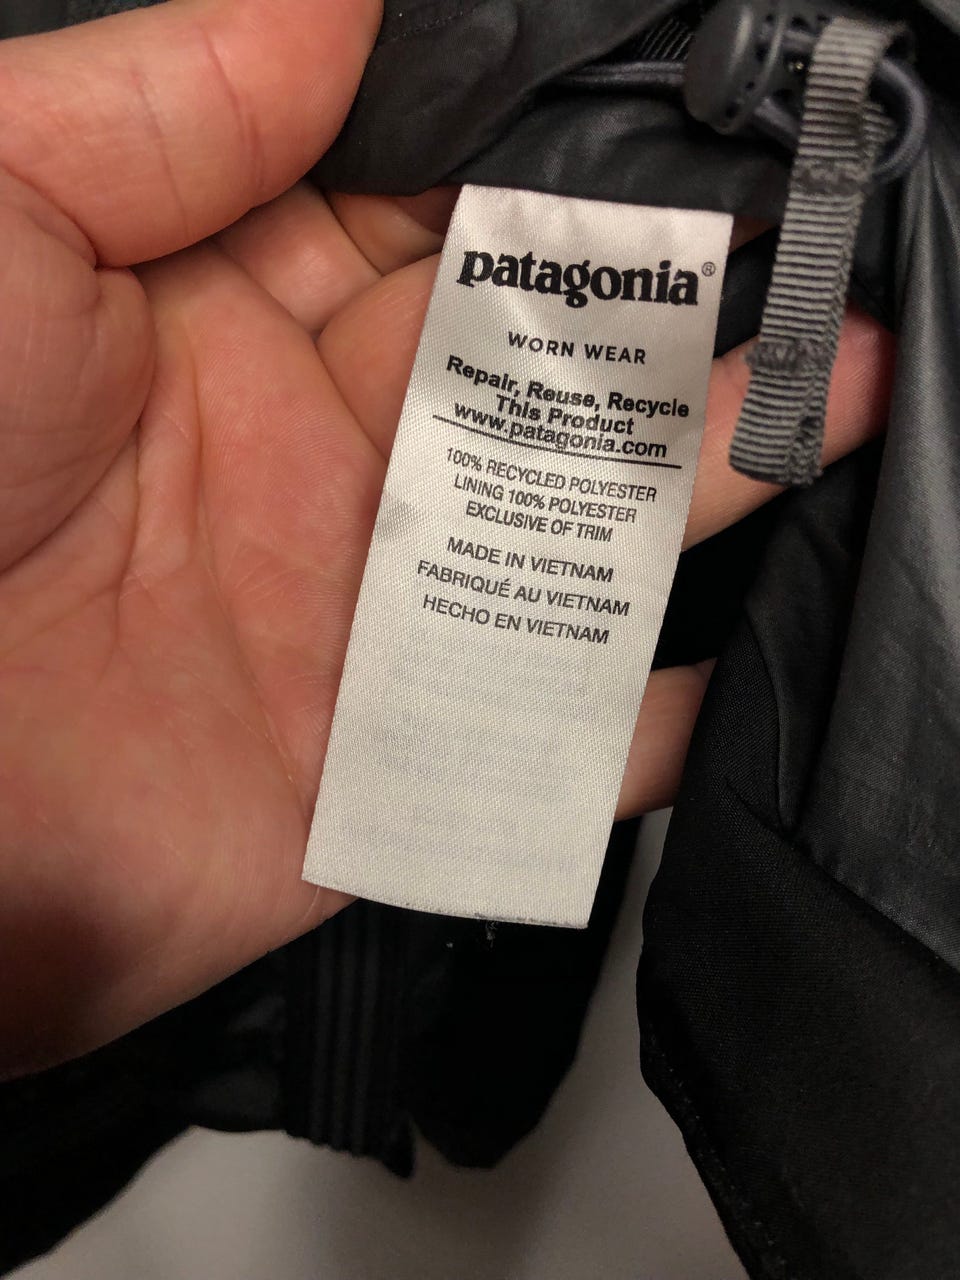 patagonia®
WORN WEAR
Repair, Reuse, Recycle
This Product
www.patagonia.com
100% RECYCLED POLYESTER
LINING 100% POLYESTER
EXCLUSIVE OF TRIM
MADE IN VIETNAM
FABRIQUÉ AU VIETNAM
HECHO EN VIETNAM